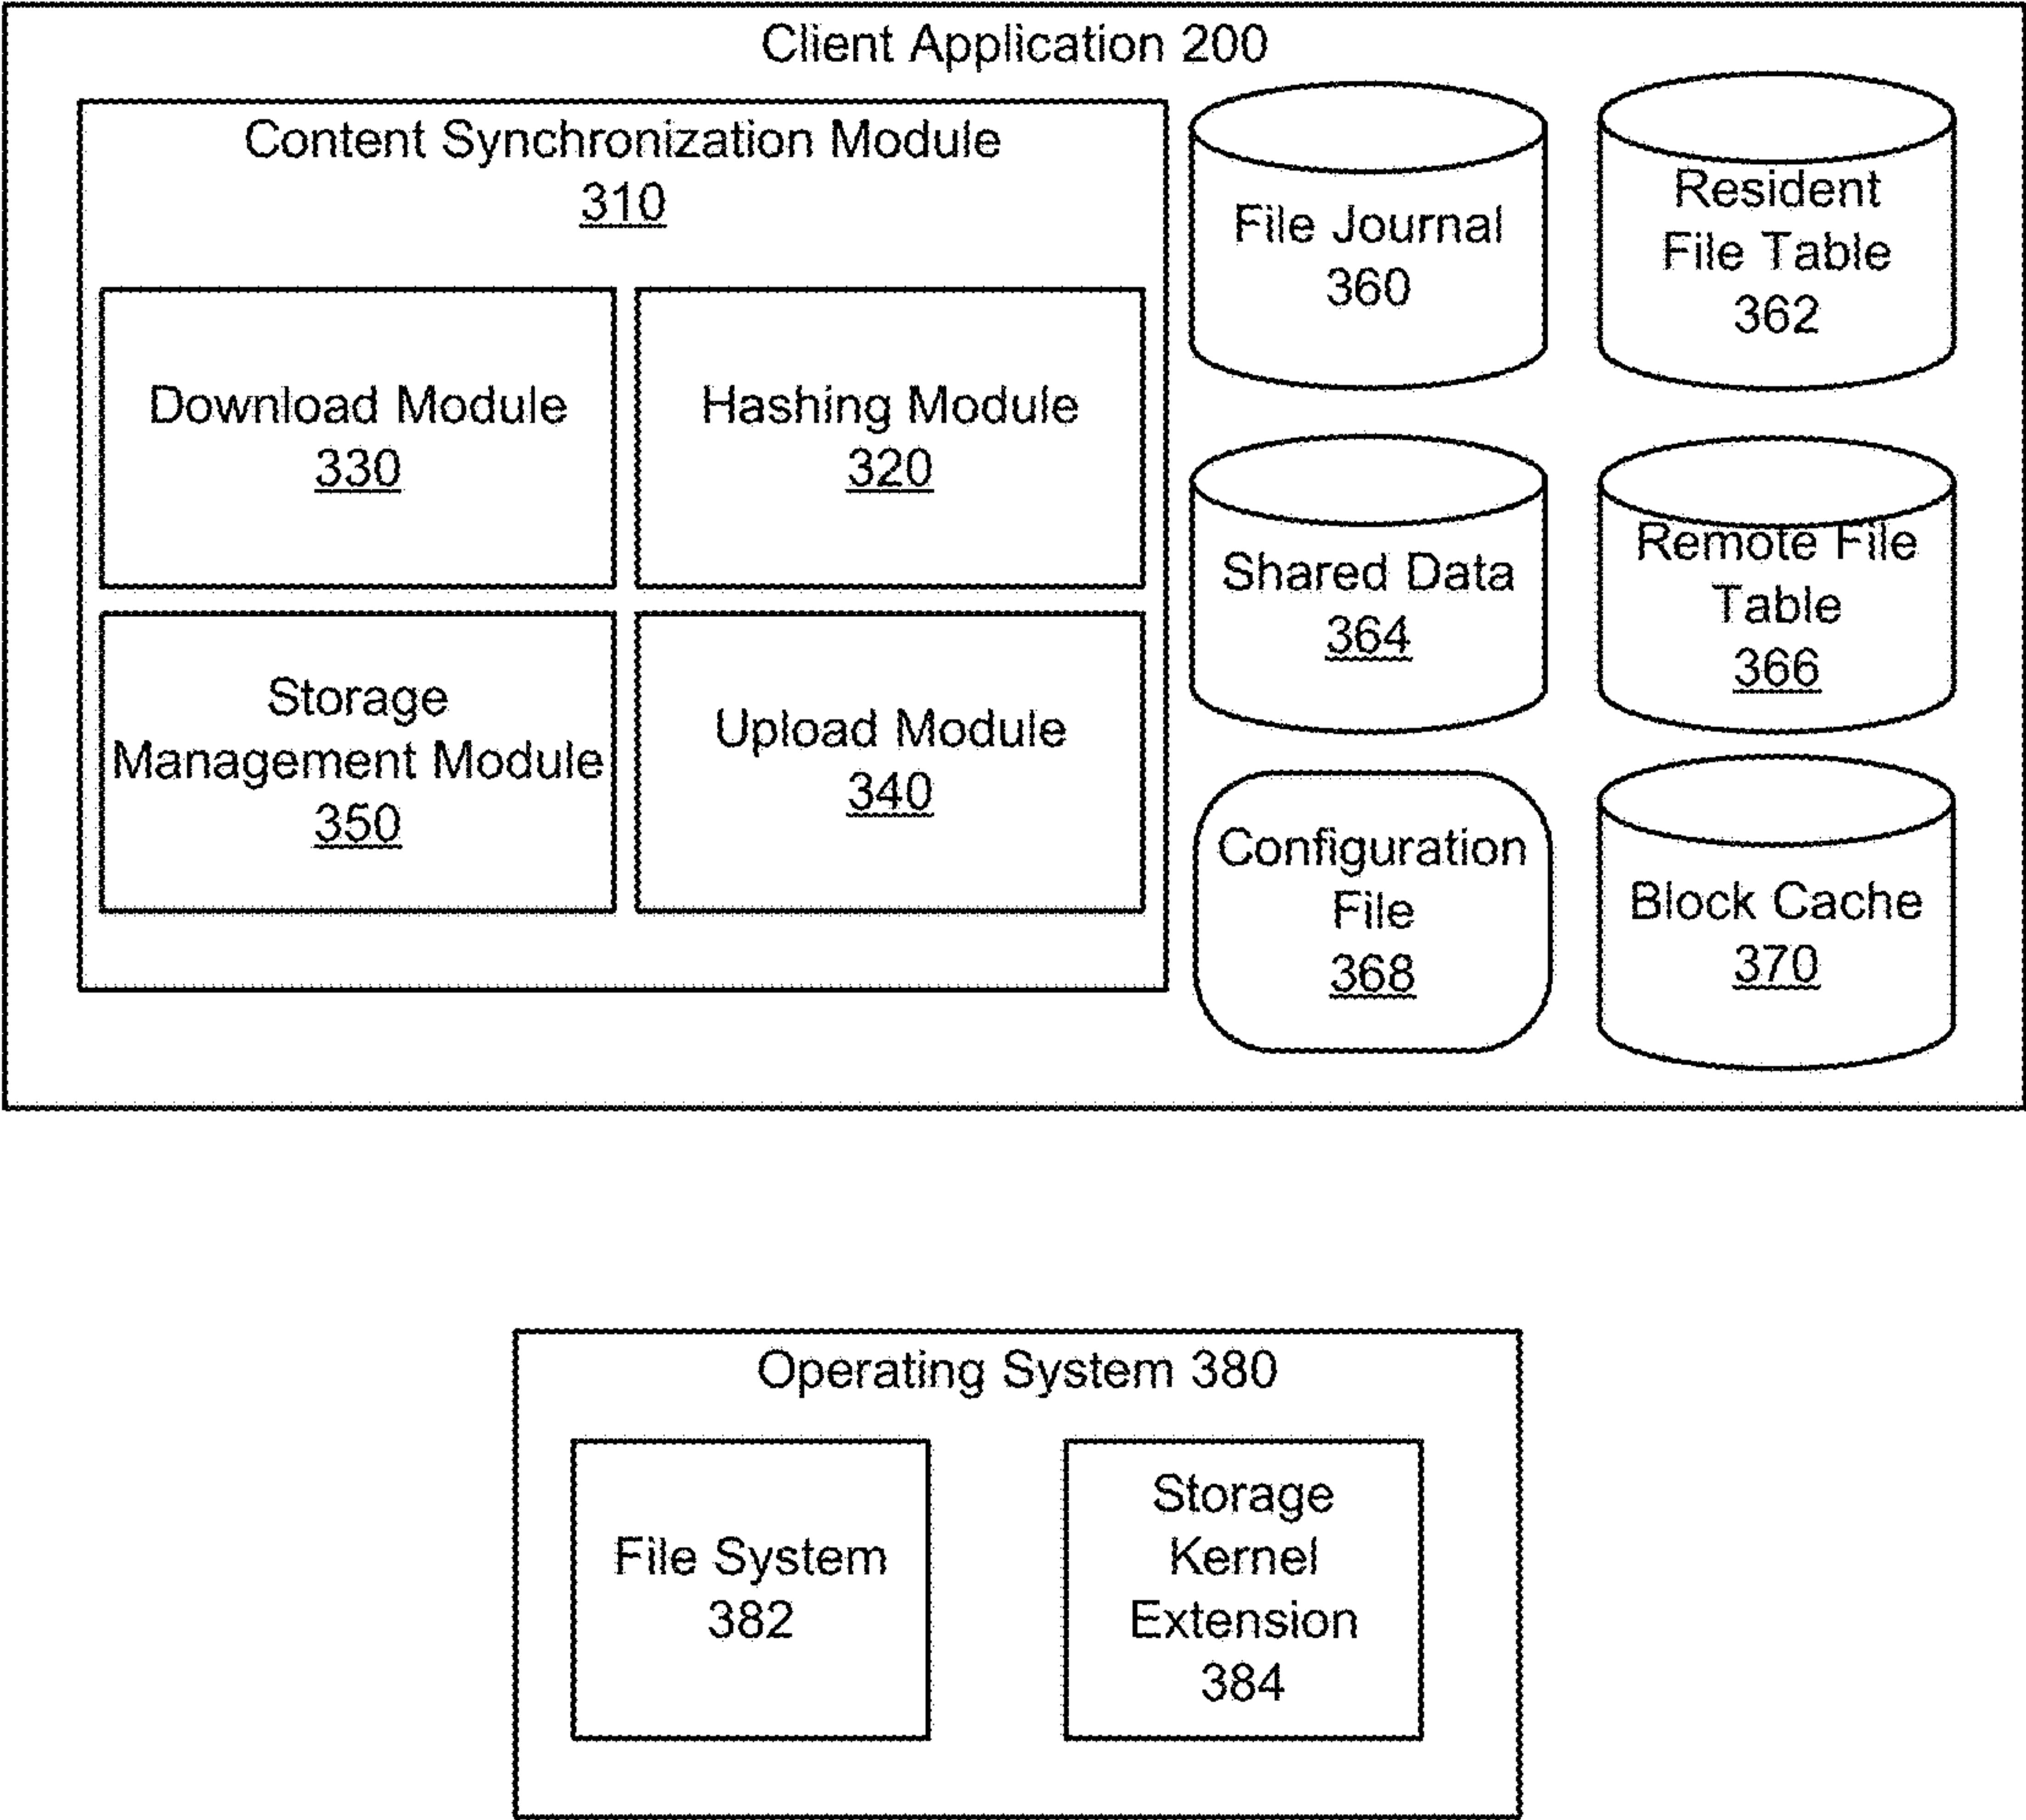 Client Application 200
Content Synchronization Module
310
Download Module
330
Hashing Module
320
Storage
Management Module
350
Upload Module
340
File Journal
360
Resident
File Table
362
Shared Data
364
Remote File
Table
366
Configuration
File
368
Block Cache
370
Operating System 380
File System
382
Storage
Kernel
Extension
384